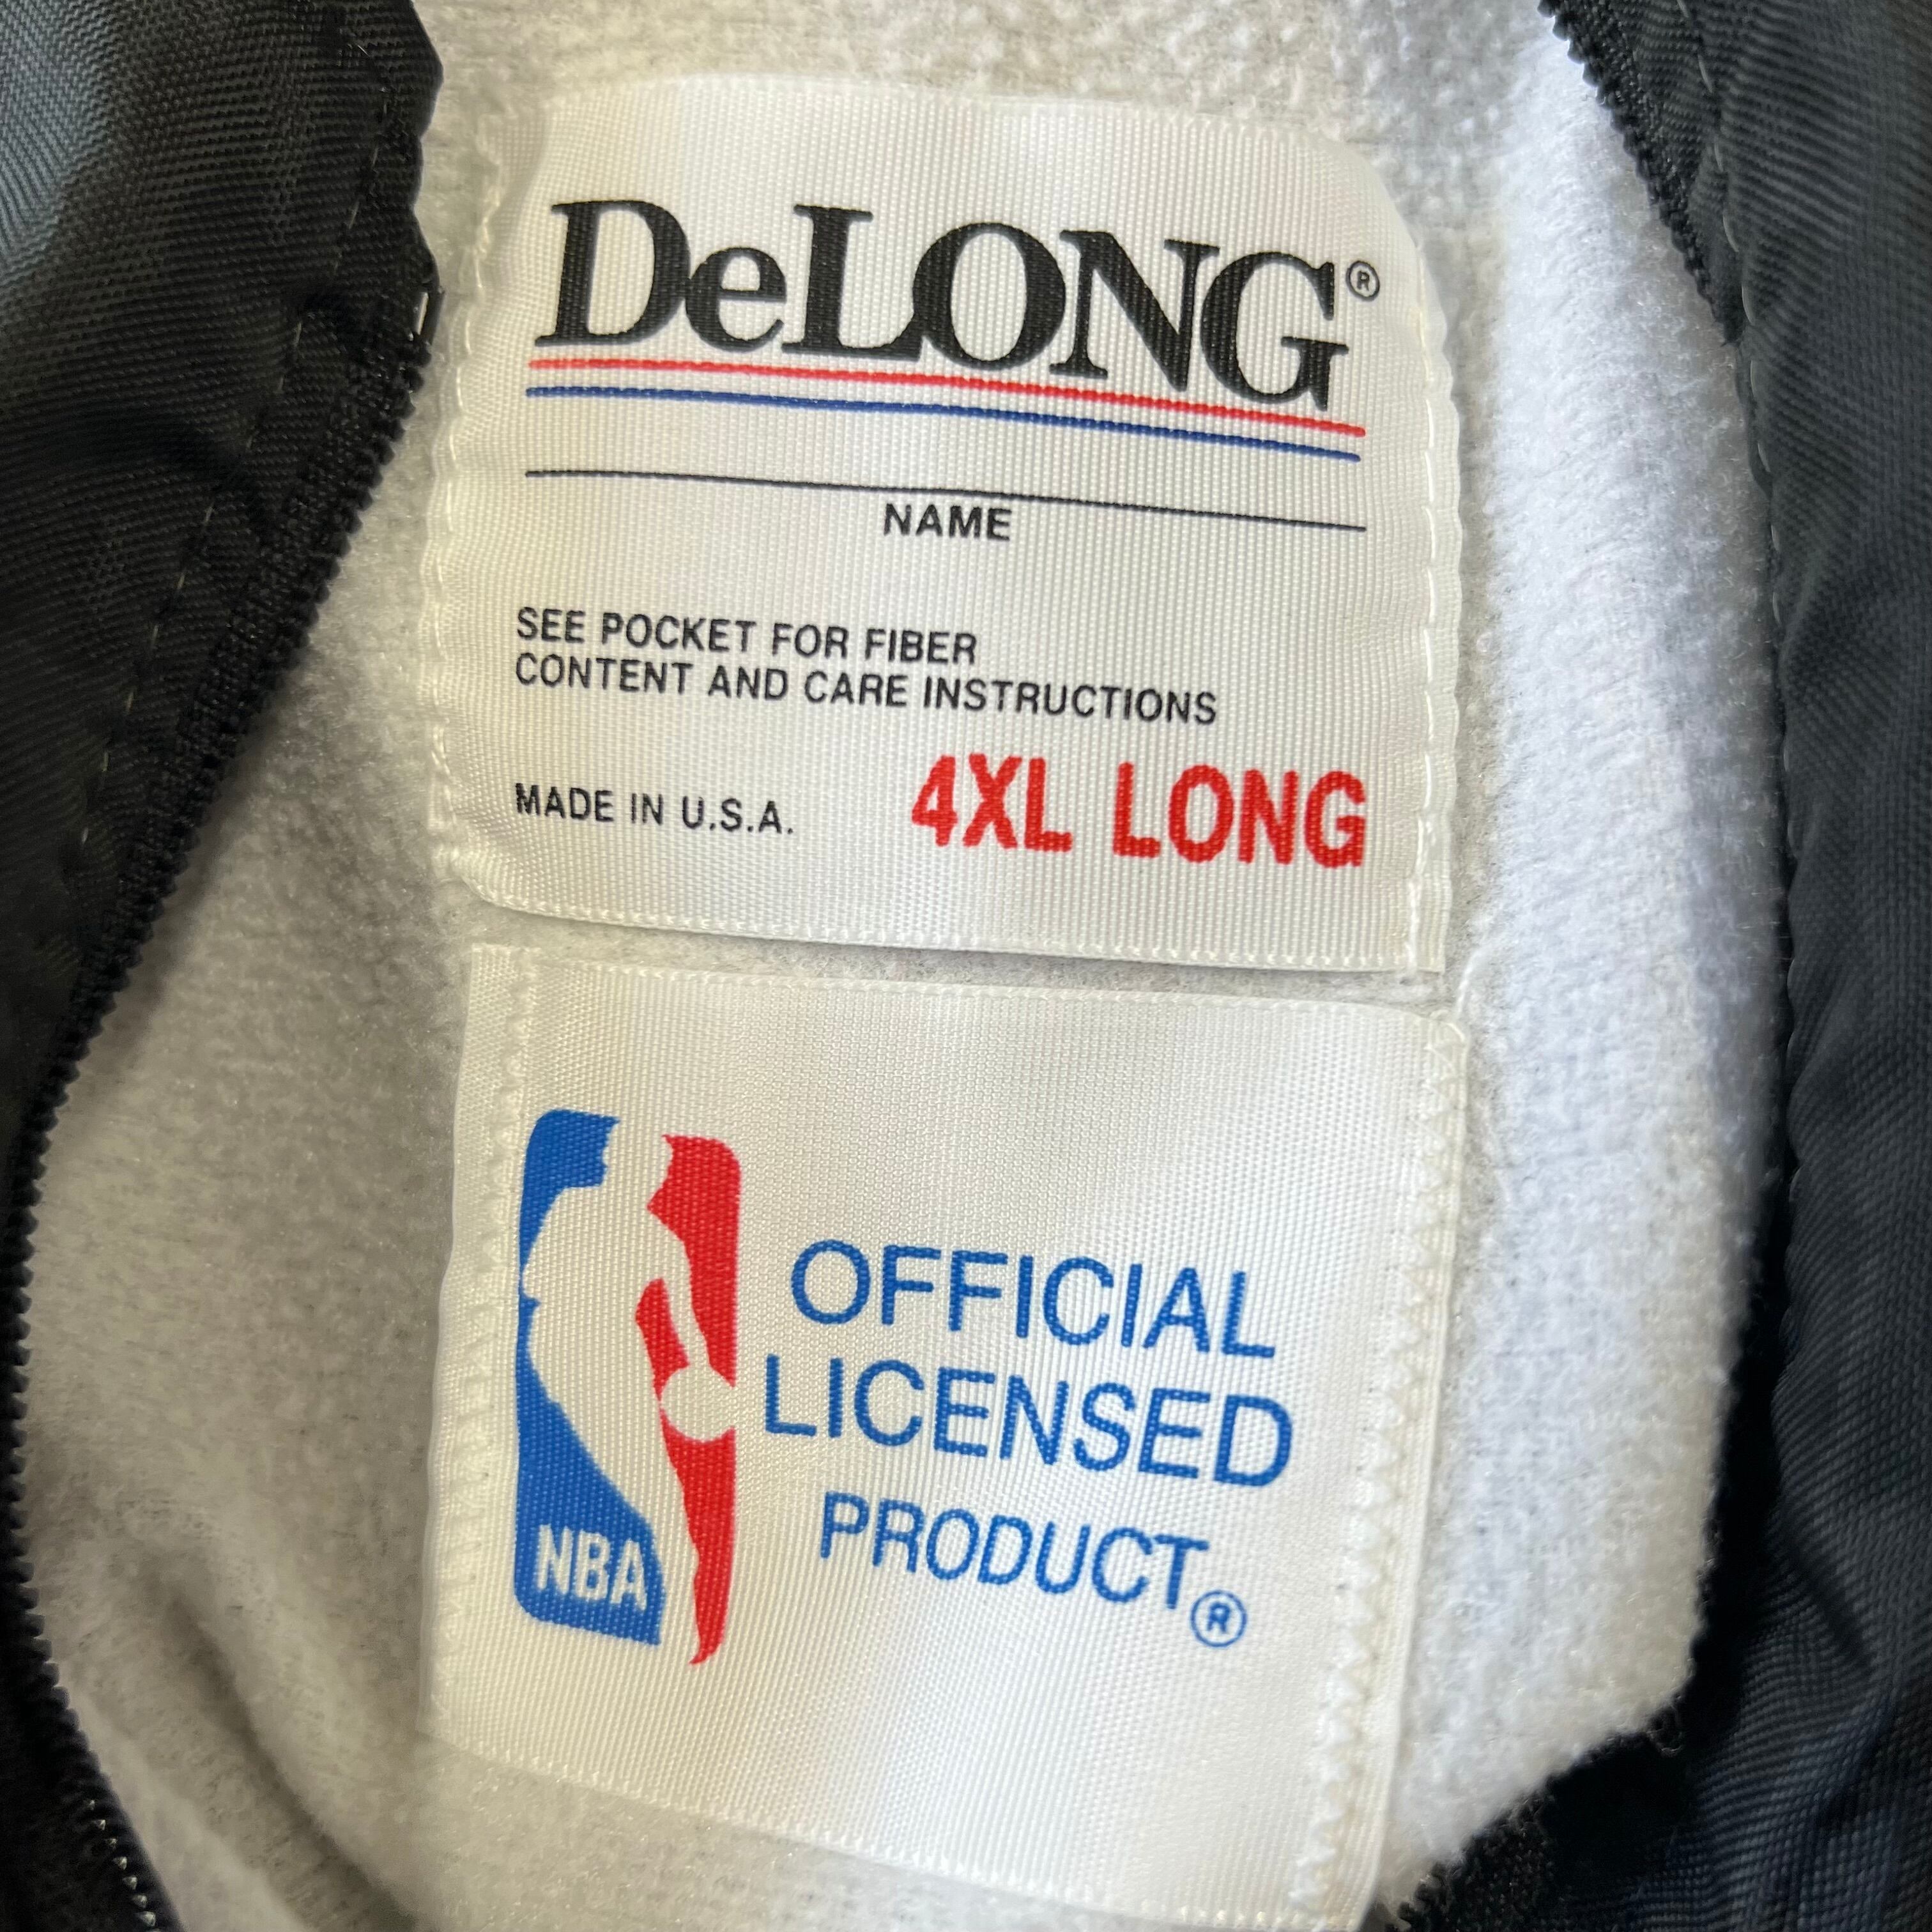 DeLONG®
NAME
SEE POCKET FOR FIBER
CONTENT AND CARE INSTRUCTIONS
MADE IN U.S.A. 4XL LONG
OFFICIAL
LICENSED
PRODUCT®
NBA